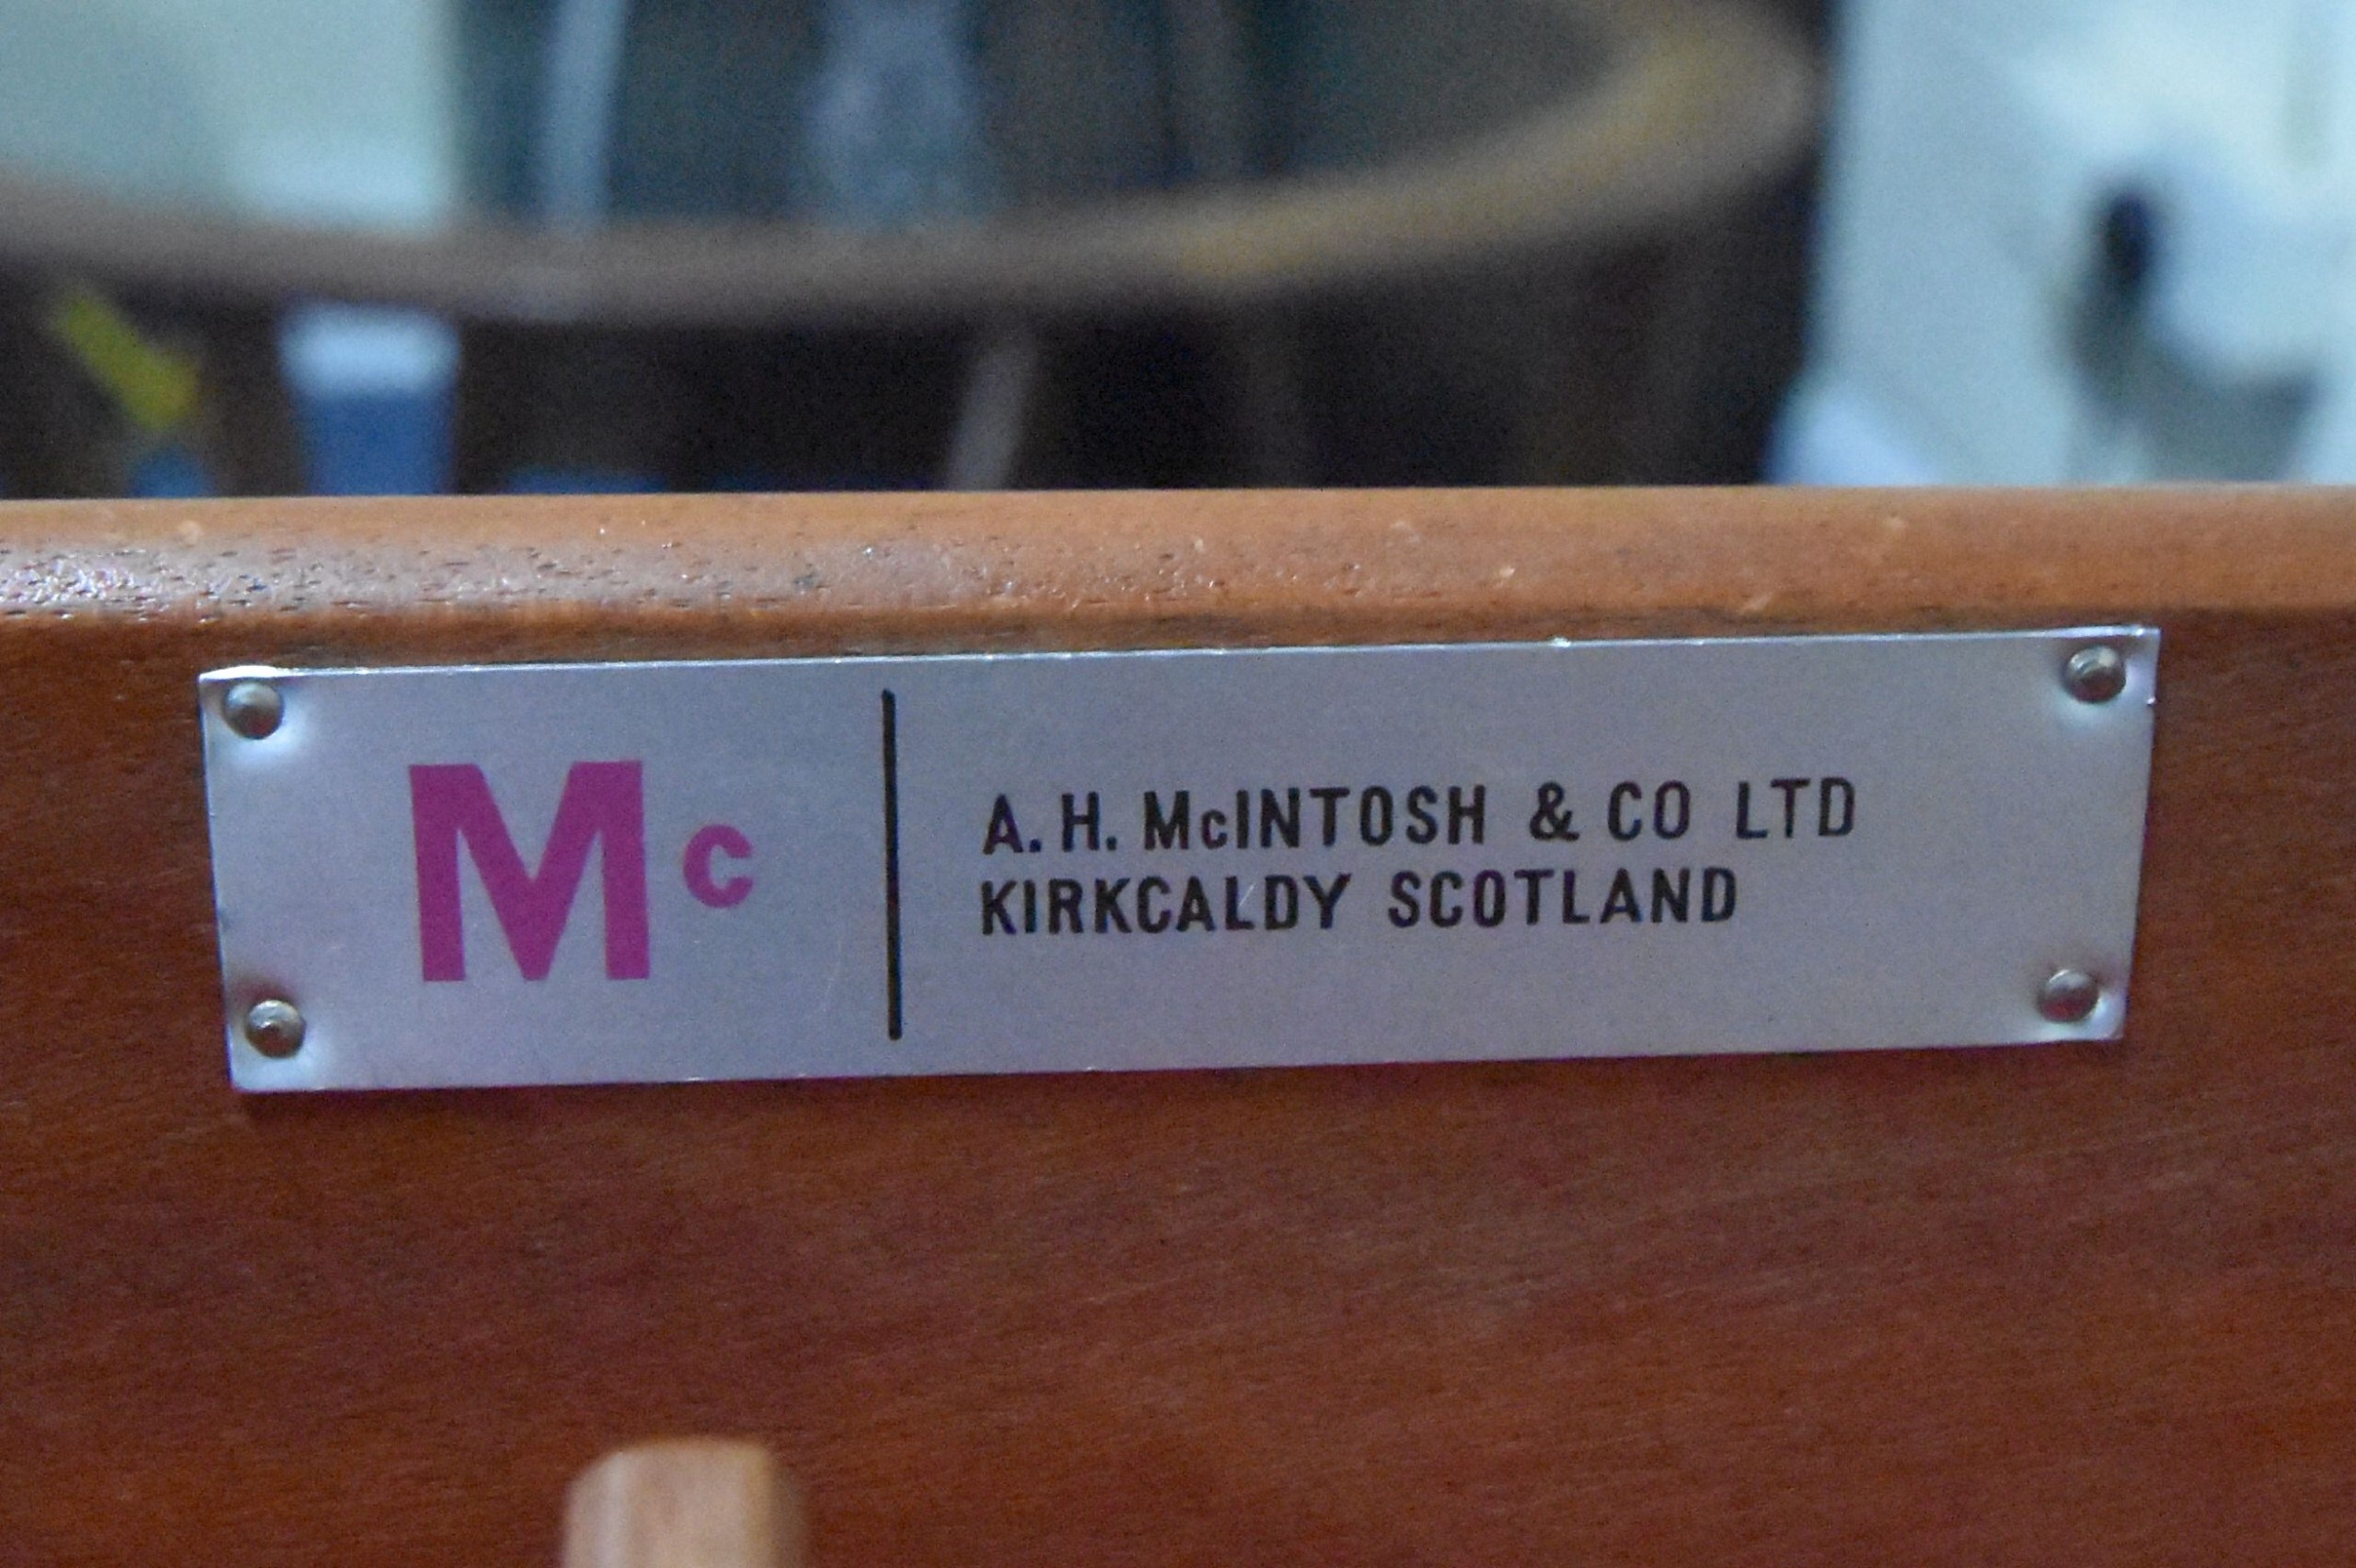 Mc
A. H. McINTOSH & CO LTD
KIRKCALDY SCOTLAND